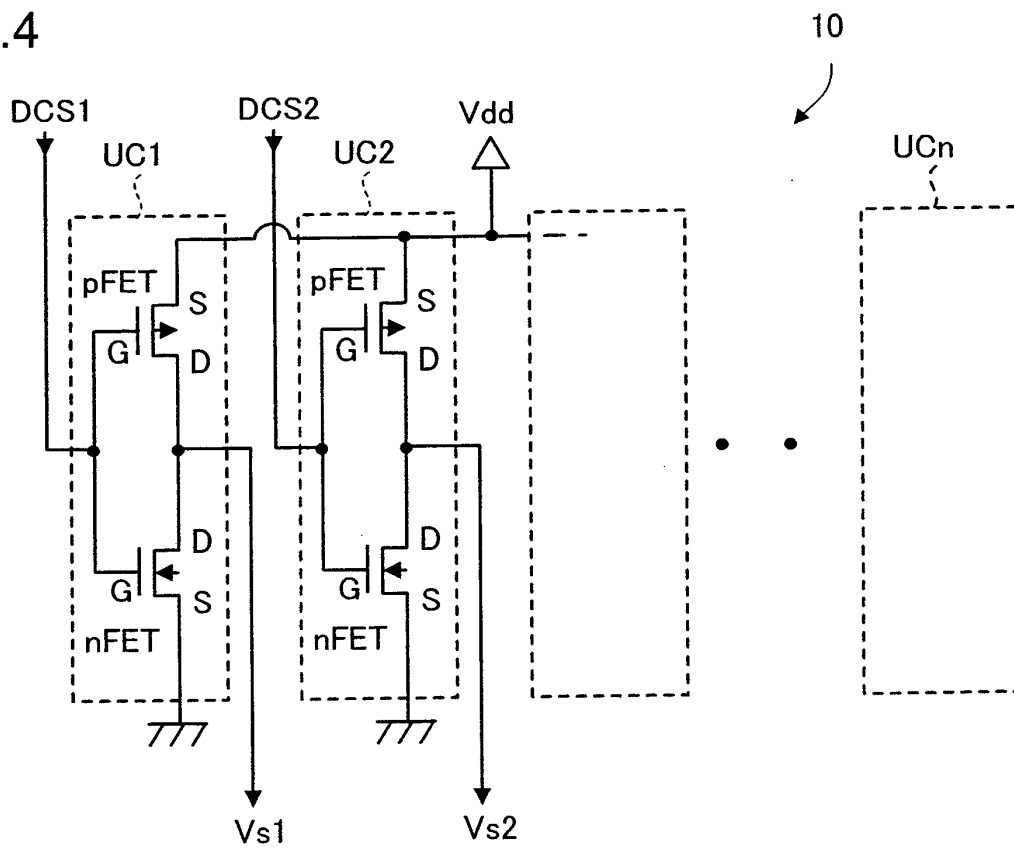 .4
10
DCS1
DCS2
Vdd
UC1
UC2
UCn
pFET
S
G
D
pFET
S
G
D
D
G
S
nFET
D
G
S
nFET
Vs1
Vs2